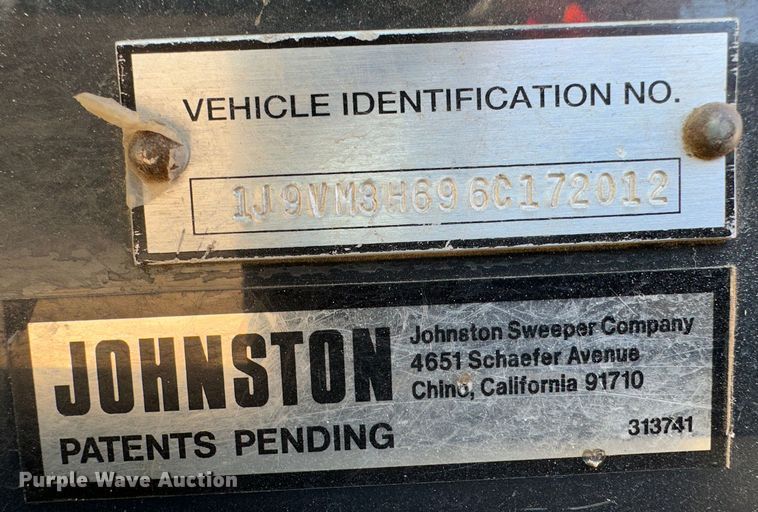 VEHICLE IDENTIFICATION NO.
1J9VM3H696C172012
JOHNSTON
Johnston Sweeper Company
4651 Schaefer Avenue
Chino, California 91710
PATENTS PENDING
313741
Purple Wave Auction